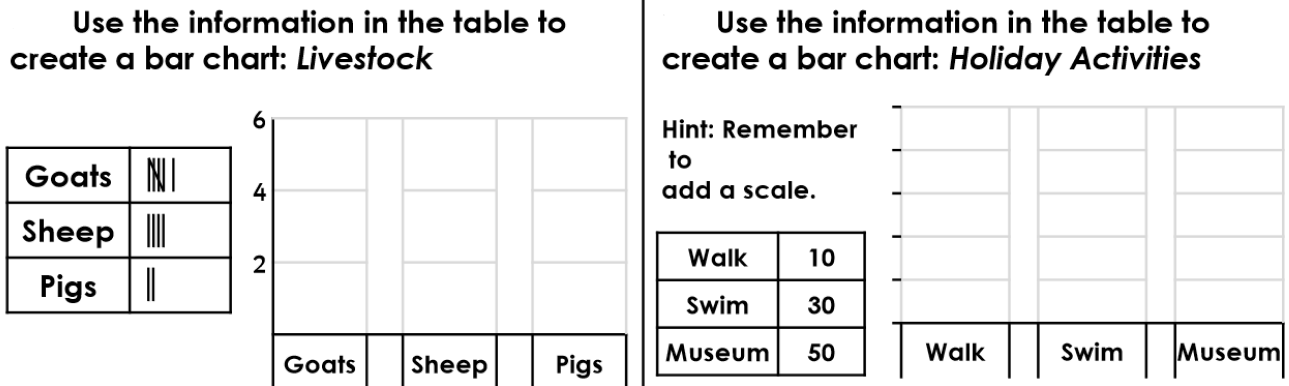 Use the information in the table to
create a bar chart: Livestock
Goats
Sheep
Pigs
6
4
2
Goats Sheep Pigs
Use the information in the table to
create a bar chart: Holiday Activities
Hint: Remember
to
add a scale.
Walk 10
Swim 30
Museum 50
Walk Swim Museum